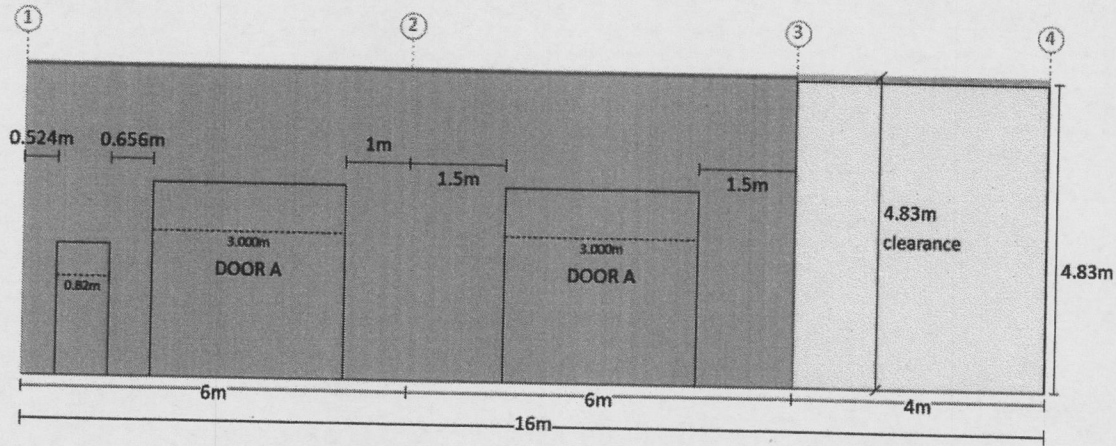 1
2
3
4
0.524m
0.656m
1m
1.5m
1.5m
4.83m
clearance
4.83m
3.000m
DOOR A
3.000m
DOOR A
0.82m
6m
6m
4m
16m